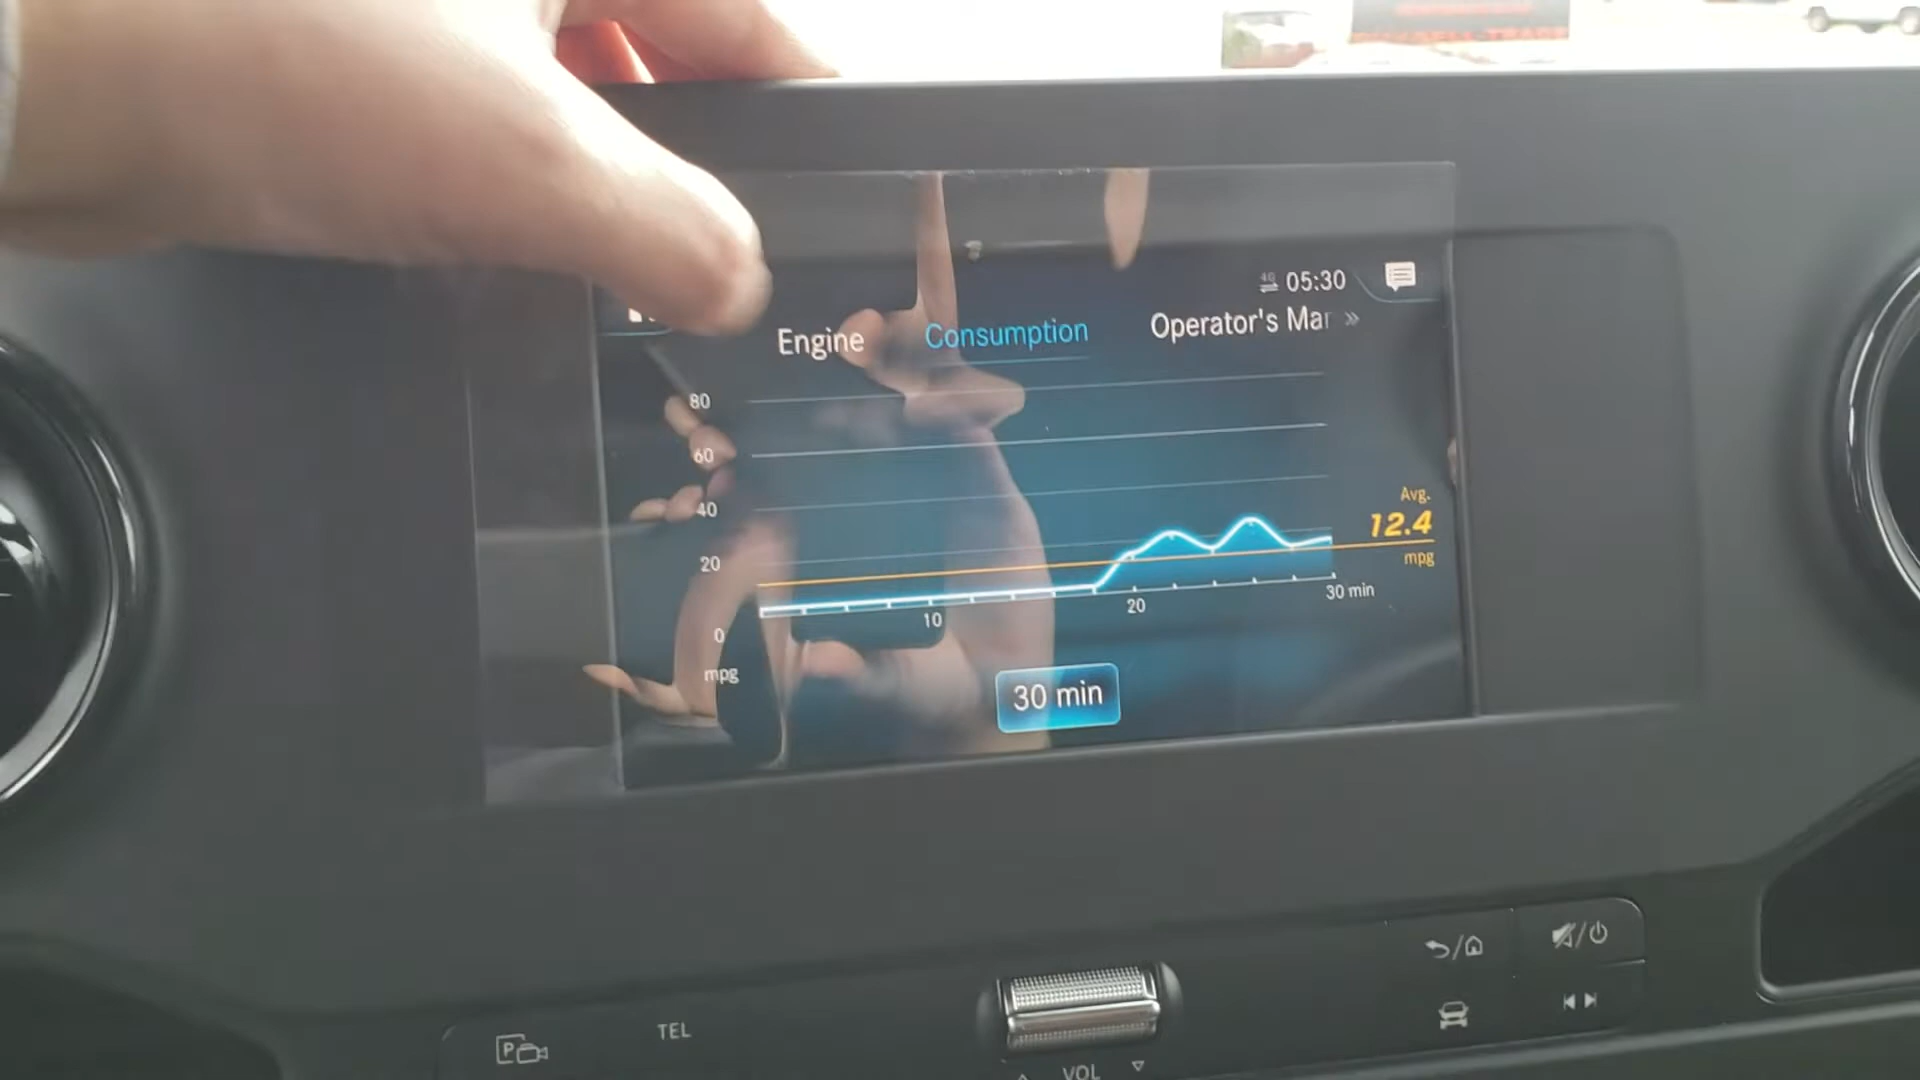 05:30
Engine Consumption Operator's Mar »
80
60
40
20
0
mpg
10
20
30 min
Avg.
12.4
mpg
30 min
TEL
VOL